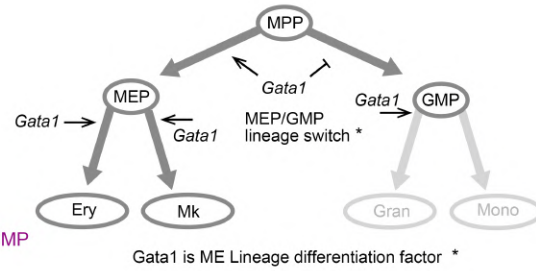 MPP
Gata1
MEP
GMP
Gata1
Gata1
Gata1
MEP/GMP
lineage switch *
Ery
Mk
Gran
Mono
MP
Gata1 is ME Lineage differentiation factor *